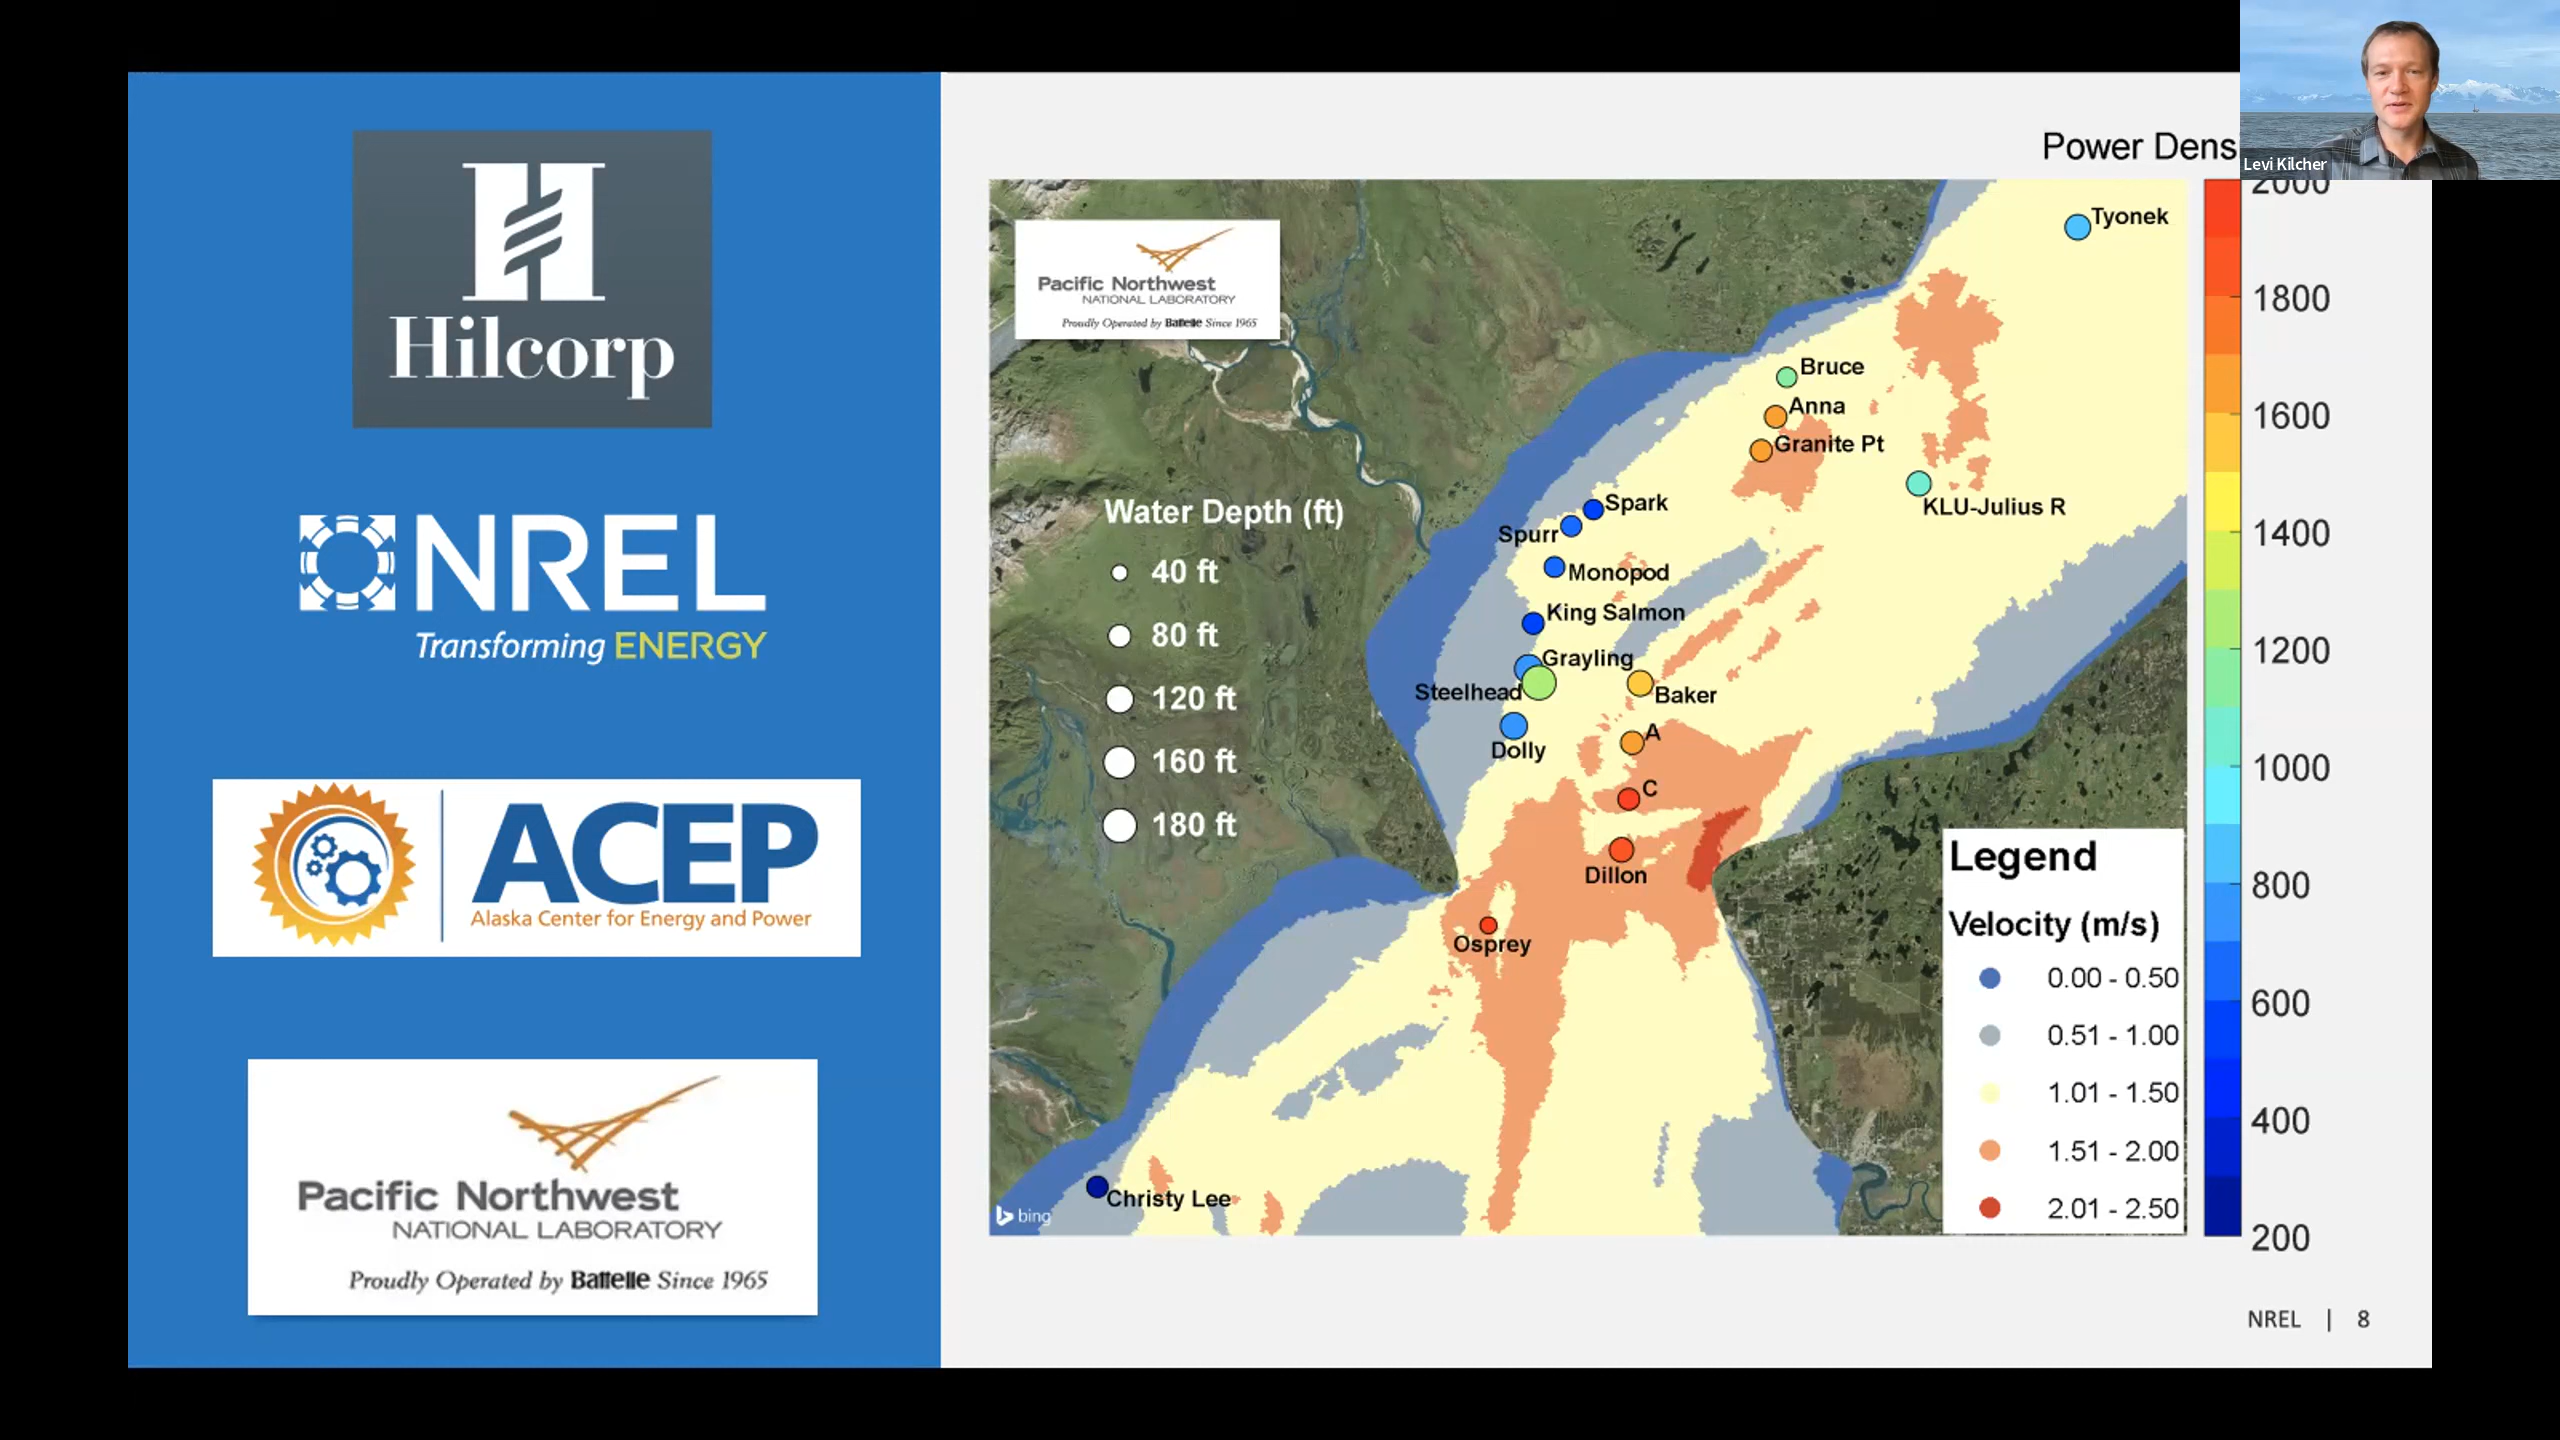 Hilcorp
NREL
Transforming ENERGY
ACEP
Alaska Center for Energy and Power
Pacific Northwest
NATIONAL LABORATORY
Proudly Operated by Battelle Since 1965
Power Dens
Levi Kilcher
Pacific Northwest
NATIONAL LABORATORY
Proudly Operated by Battelle Since 1965
Water Depth (ft)
40 ft
80 ft
120 ft
160 ft
180 ft
Tyonek
Bruce
Anna
Granite Pt
KLU-Julius R
Spark
Spurr
Monopod
King Salmon
Grayling
Steelhead
Baker
Dolly
A
C
Dillon
Osprey
Christy Lee
bing
Legend
Velocity (m/s)
0.00 - 0.50
0.51 - 1.00
1.01 - 1.50
1.51 - 2.00
2.01 - 2.50
2000
1800
1600
1400
1200
1000
800
600
400
200
NREL | 8